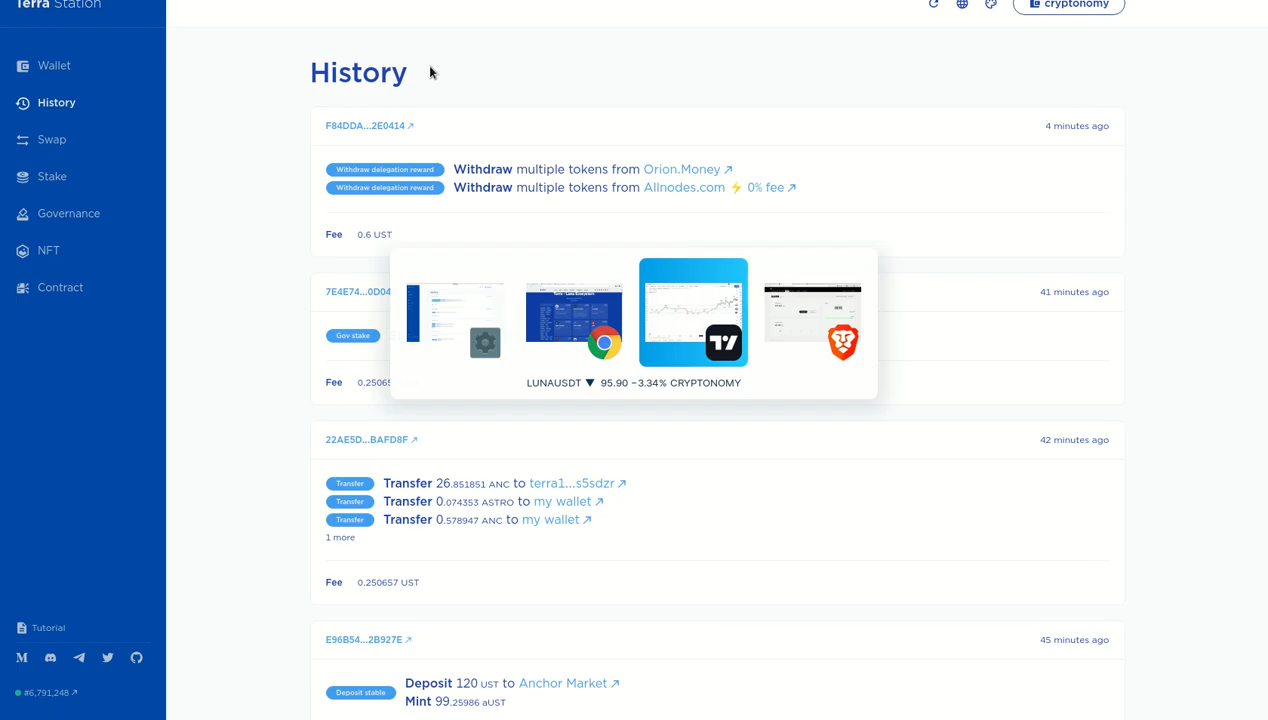 Terra Station
cryptonomy
Wallet
History
Swap
Stake
Governance
NFT
Contract
Tutorial
#6,791,248
History
F84DDA...2E0414
4 minutes ago
Withdraw delegation reward
Withdraw multiple tokens from Orion.Money
Withdraw delegation reward
Withdraw multiple tokens from Allnodes.com ⚡ 0% fee
Fee 0.6 UST
7E4E74...0D04
41 minutes ago
Gov stake
Fee 0.25065
LUNAUSDT ▼ 95.90 −3.34% CRYPTONOMY
22AE5D...BAFD8F
42 minutes ago
Transfer
Transfer 26.851851 ANC to terra1...s5sdzr
Transfer
Transfer 0.074353 ASTRO to my wallet
Transfer
Transfer 0.578947 ANC to my wallet
1 more
Fee 0.250657 UST
E96B54...2B927E
45 minutes ago
Deposit stable
Deposit 120 UST to Anchor Market
Mint 99.25986 aUST